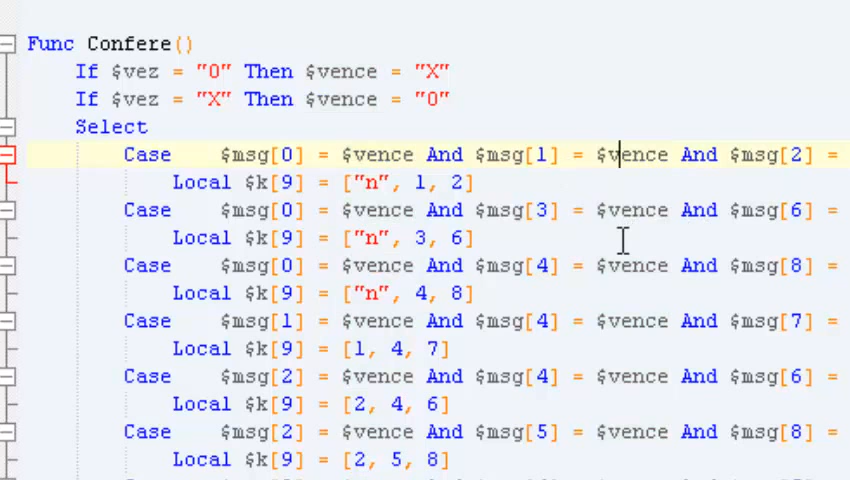 Func Confere()
If $vez = "O" Then $vence = "X"
If $vez = "X" Then $vence = "O"
Select
Case $msg[0] = $vence And $msg[1] = $vence And $msg[2] =
Local $k[9] = ["n", 1, 2]
Case $msg[0] = $vence And $msg[3] = $vence And $msg[6] =
Local $k[9] = ["n", 3, 6]
Case $msg[0] = $vence And $msg[4] = $vence And $msg[8] =
Local $k[9] = ["n", 4, 8]
Case $msg[1] = $vence And $msg[4] = $vence And $msg[7] =
Local $k[9] = [1, 4, 7]
Case $msg[2] = $vence And $msg[4] = $vence And $msg[6] =
Local $k[9] = [2, 4, 6]
Case $msg[2] = $vence And $msg[5] = $vence And $msg[8] =
Local $k[9] = [2, 5, 8]